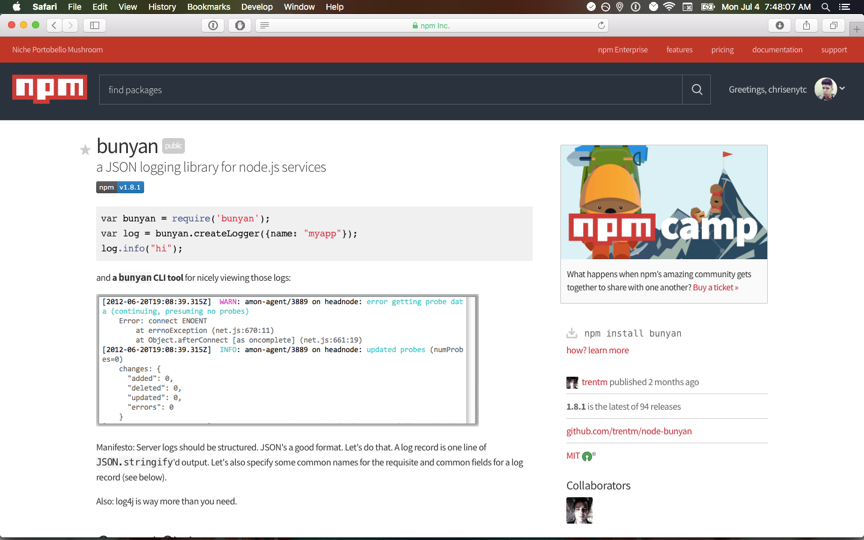 Safari File Edit View History Bookmarks Develop Window Help
Mon Jul 4 7:48:07 AM
npm Inc.
Niche Portobello Mushroom
npm Enterprise features pricing documentation support
npm
find packages
Greetings, chrisenytc
bunyan public
a JSON logging library for node.js services
npm v1.8.1
var bunyan = require('bunyan');
var log = bunyan.createLogger({name: "myapp"});
log.info("hi");
and a bunyan CLI tool for nicely viewing those logs:
[2012-06-20T19:08:39.315Z] WARN: amon-agent/3889 on headnode: error getting probe dat
a (continuing, presuming no probes)
Error: connect ENOENT
at errnoException (net.js:670:11)
at Object.afterConnect [as oncomplete] (net.js:661:19)
[2012-06-20T19:08:39.315Z] INFO: amon-agent/3889 on headnode: updated probes (numProb
es=0)
changes: {
"added": 0,
"deleted": 0,
"updated": 0,
"errors": 0
}
Manifesto: Server logs should be structured. JSON's a good format. Let's do that. A log record is one line of
JSON.stringify'd output. Let's also specify some common names for the requisite and common fields for a log
record (see below).
Also: log4j is way more than you need.
npm camp
What happens when npm's amazing community gets
together to share with one another? Buy a ticket »
npm install bunyan
how? learn more
trentm published 2 months ago
1.8.1 is the latest of 94 releases
github.com/trentm/node-bunyan
MIT
Collaborators